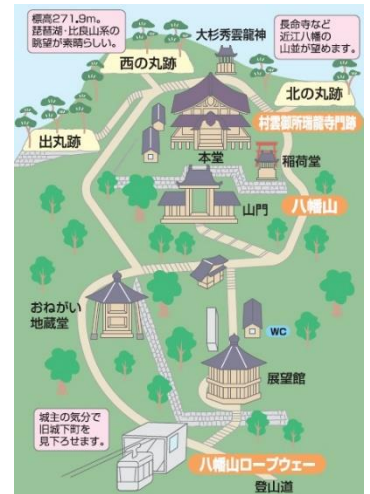 標高271.9m。
琵琶湖・比良山系の
眺望が素晴らしい。
大杉秀雲龍神
長命寺など
近江八幡の
山並が望めます。
西の丸跡
北の丸跡
出丸跡
村雲御所瑞龍寺門跡
本堂
稲荷堂
山門
八幡山
おねがい
地蔵堂
WC
展望館
城主の気分で
旧城下町を
見下ろせます。
八幡山ロープウェー
登山道